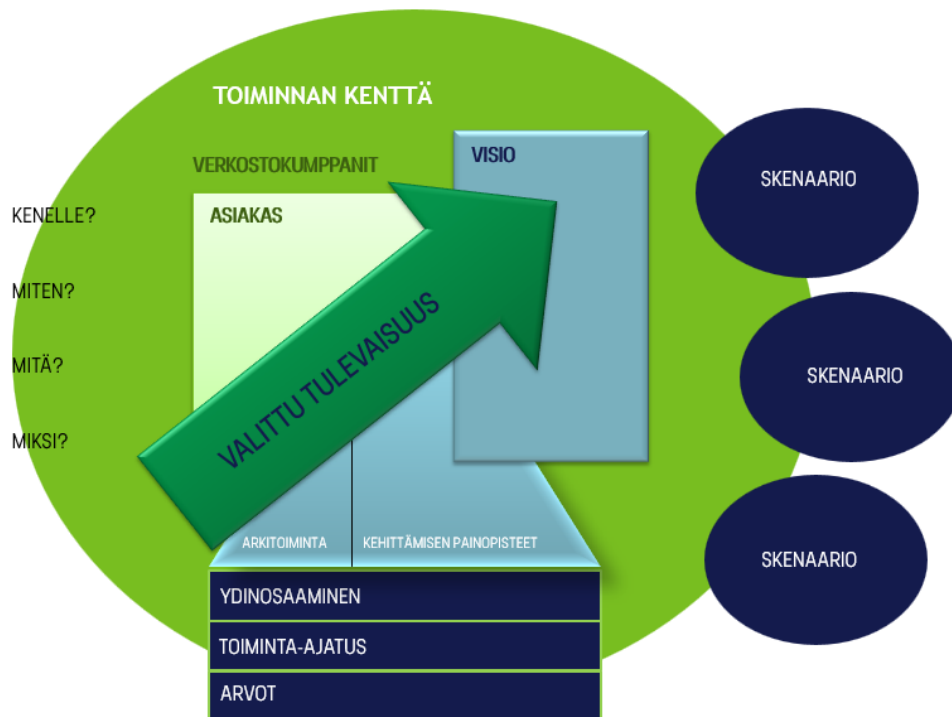 TOIMINNAN KENTTÄ
VERKOSTOKUMPPANIT
VISIO
KENELLE?
MITEN?
MITÄ?
MIKSI?
ASIAKAS
VALITTU TULEVAISUUS
ARKITOIMINTA
KEHITTÄMISEN PAINOPISTEET
YDINOSAAMINEN
TOIMINTA-AJATUS
ARVOT
SKENAARIO
SKENAARIO
SKENAARIO